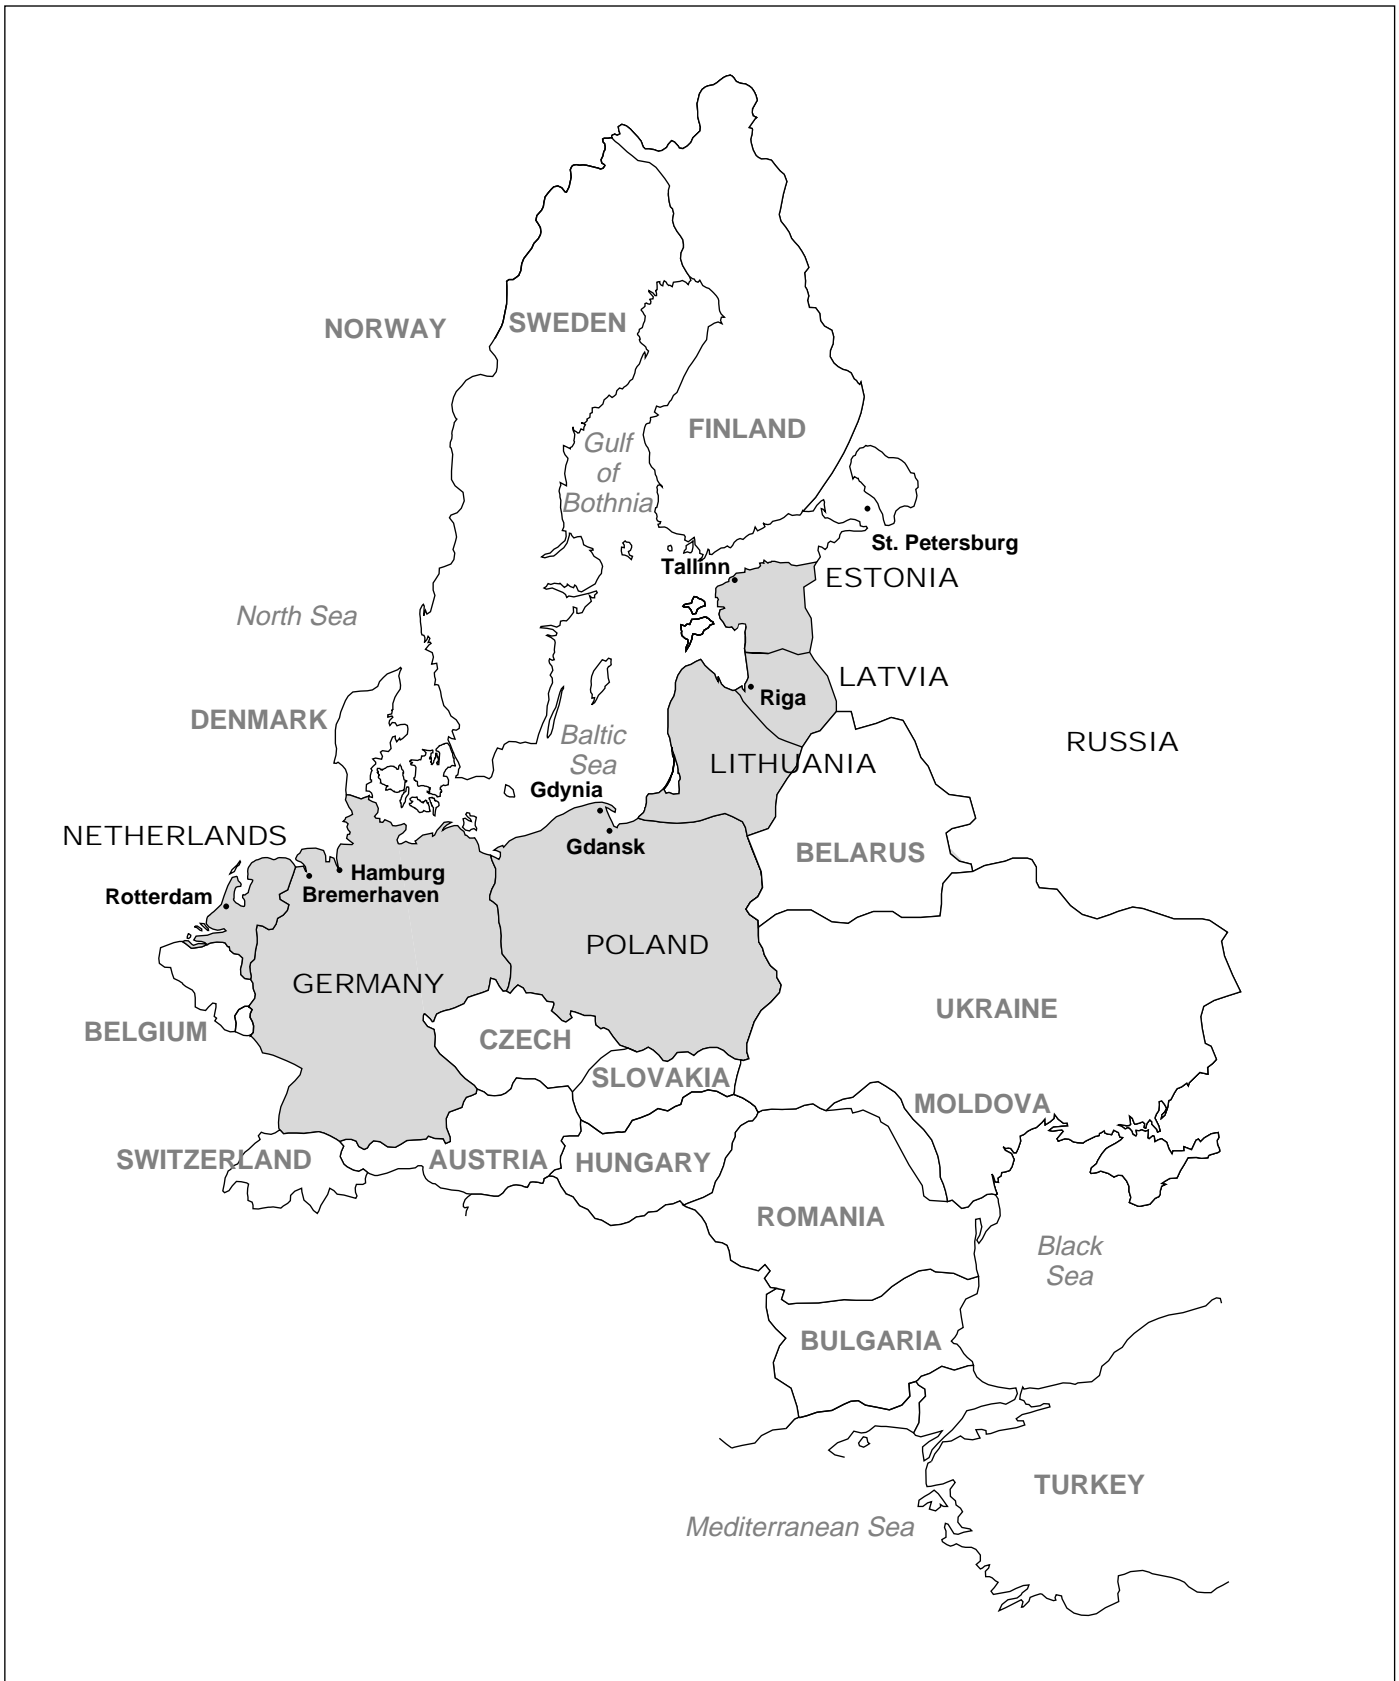 NORWAY
SWEDEN
FINLAND
Gulf
of
Bothnia
St. Petersburg
Tallinn
ESTONIA
North Sea
LATVIA
Riga
DENMARK
Baltic
Sea
RUSSIA
LITHUANIA
Gdynia
NETHERLANDS
Gdansk
BELARUS
Hamburg
Bremerhaven
Rotterdam
POLAND
GERMANY
UKRAINE
BELGIUM
CZECH
SLOVAKIA
MOLDOVA
SWITZERLAND
AUSTRIA
HUNGARY
ROMANIA
Black
Sea
BULGARIA
TURKEY
Mediterranean Sea